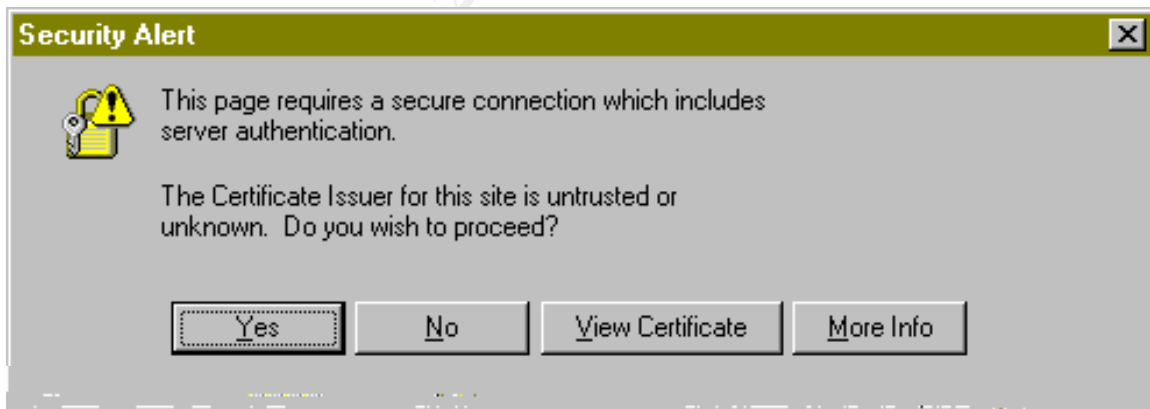 Security Alert
This page requires a secure connection which includes
server authentication.
The Certificate Issuer for this site is untrusted or
unknown.  Do you wish to proceed?
Yes No View Certificate More Info